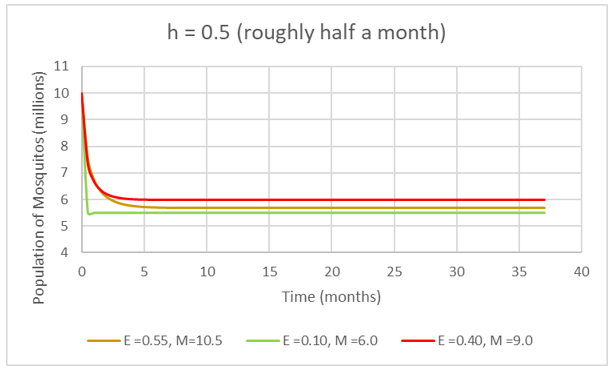 h = 0.5 (roughly half a month)
Population of Mosquitos (millions)
11
10
9
8
7
6
5
4
0 5 10 15 20 25 30 35 40
Time (months)
E =0.55, M=10.5 E =0.10, M =6.0 E =0.40, M =9.0